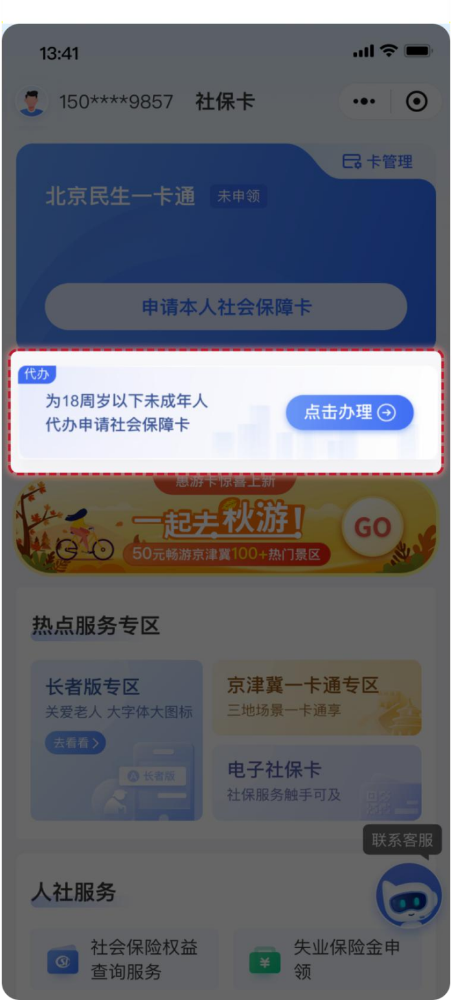 13:41
150****9857 社保卡
卡管理
北京民生一卡通 未申领
申请本人社会保障卡
代办
为18周岁以下未成年人
代办申请社会保障卡
点击办理
惠游卡惊喜上新
一起去秋游!
GO
50元畅游京津冀100+热门景区
热点服务专区
长者版专区
关爱老人 大字体大图标
去看看
长者版
京津冀一卡通专区
三地场景一卡通享
电子社保卡
社保服务触手可及
联系客服
人社服务
社会保险权益
查询服务
失业保险金申
领